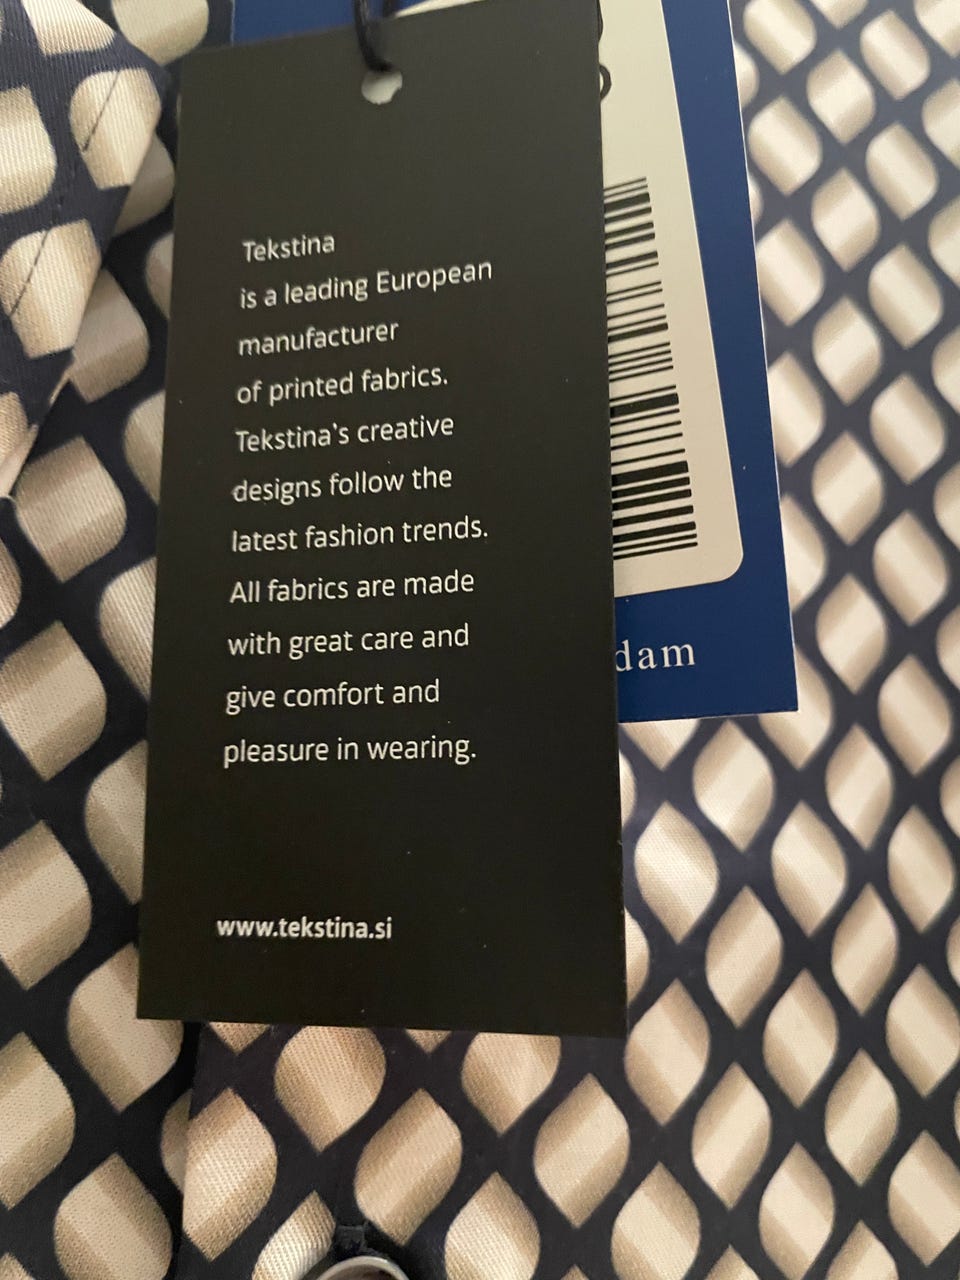 Tekstina
is a leading European
manufacturer
of printed fabrics.
Tekstina's creative
designs follow the
latest fashion trends.
All fabrics are made
with great care and
give comfort and
pleasure in wearing.
www.tekstina.si
dam